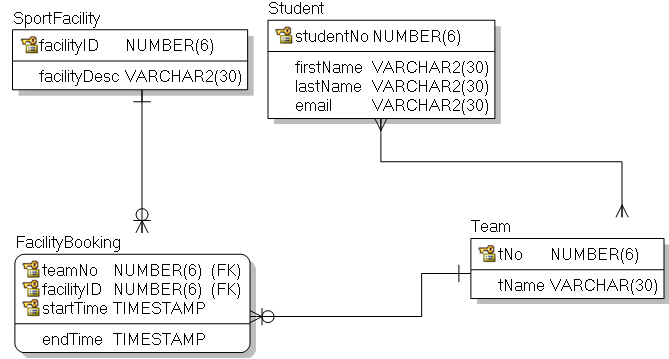 SportFacility
facilityID NUMBER(6)
facilityDesc VARCHAR2(30)
Student
studentNo NUMBER(6)
firstName VARCHAR2(30)
lastName VARCHAR2(30)
email VARCHAR2(30)
FacilityBooking
teamNo NUMBER(6) (FK)
facilityID NUMBER(6) (FK)
startTime TIMESTAMP
endTime TIMESTAMP
Team
tNo NUMBER(6)
tName VARCHAR(30)